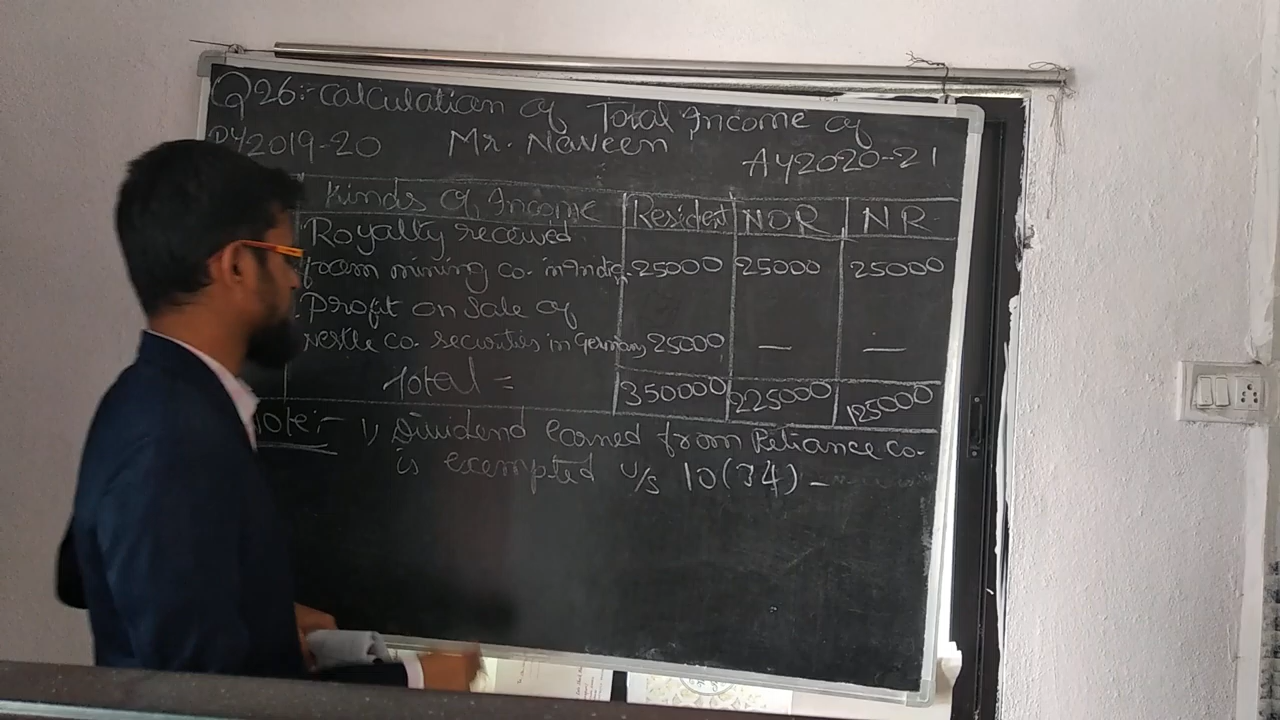 Q26:- Calculation of Total Income of
PY2019-20 Mr. Naveen AY2020-21
Kinds of Income Resident NOR NR
Royalty received
from mining co. in India 25000 25000 25000
Profit on Sale of
Nestle co. securities in Germany 25000 — —
Total = 350000 225000 125000
Note:- 1) Dividend earned from Reliance Co.
is exempted u/s 10(34) -